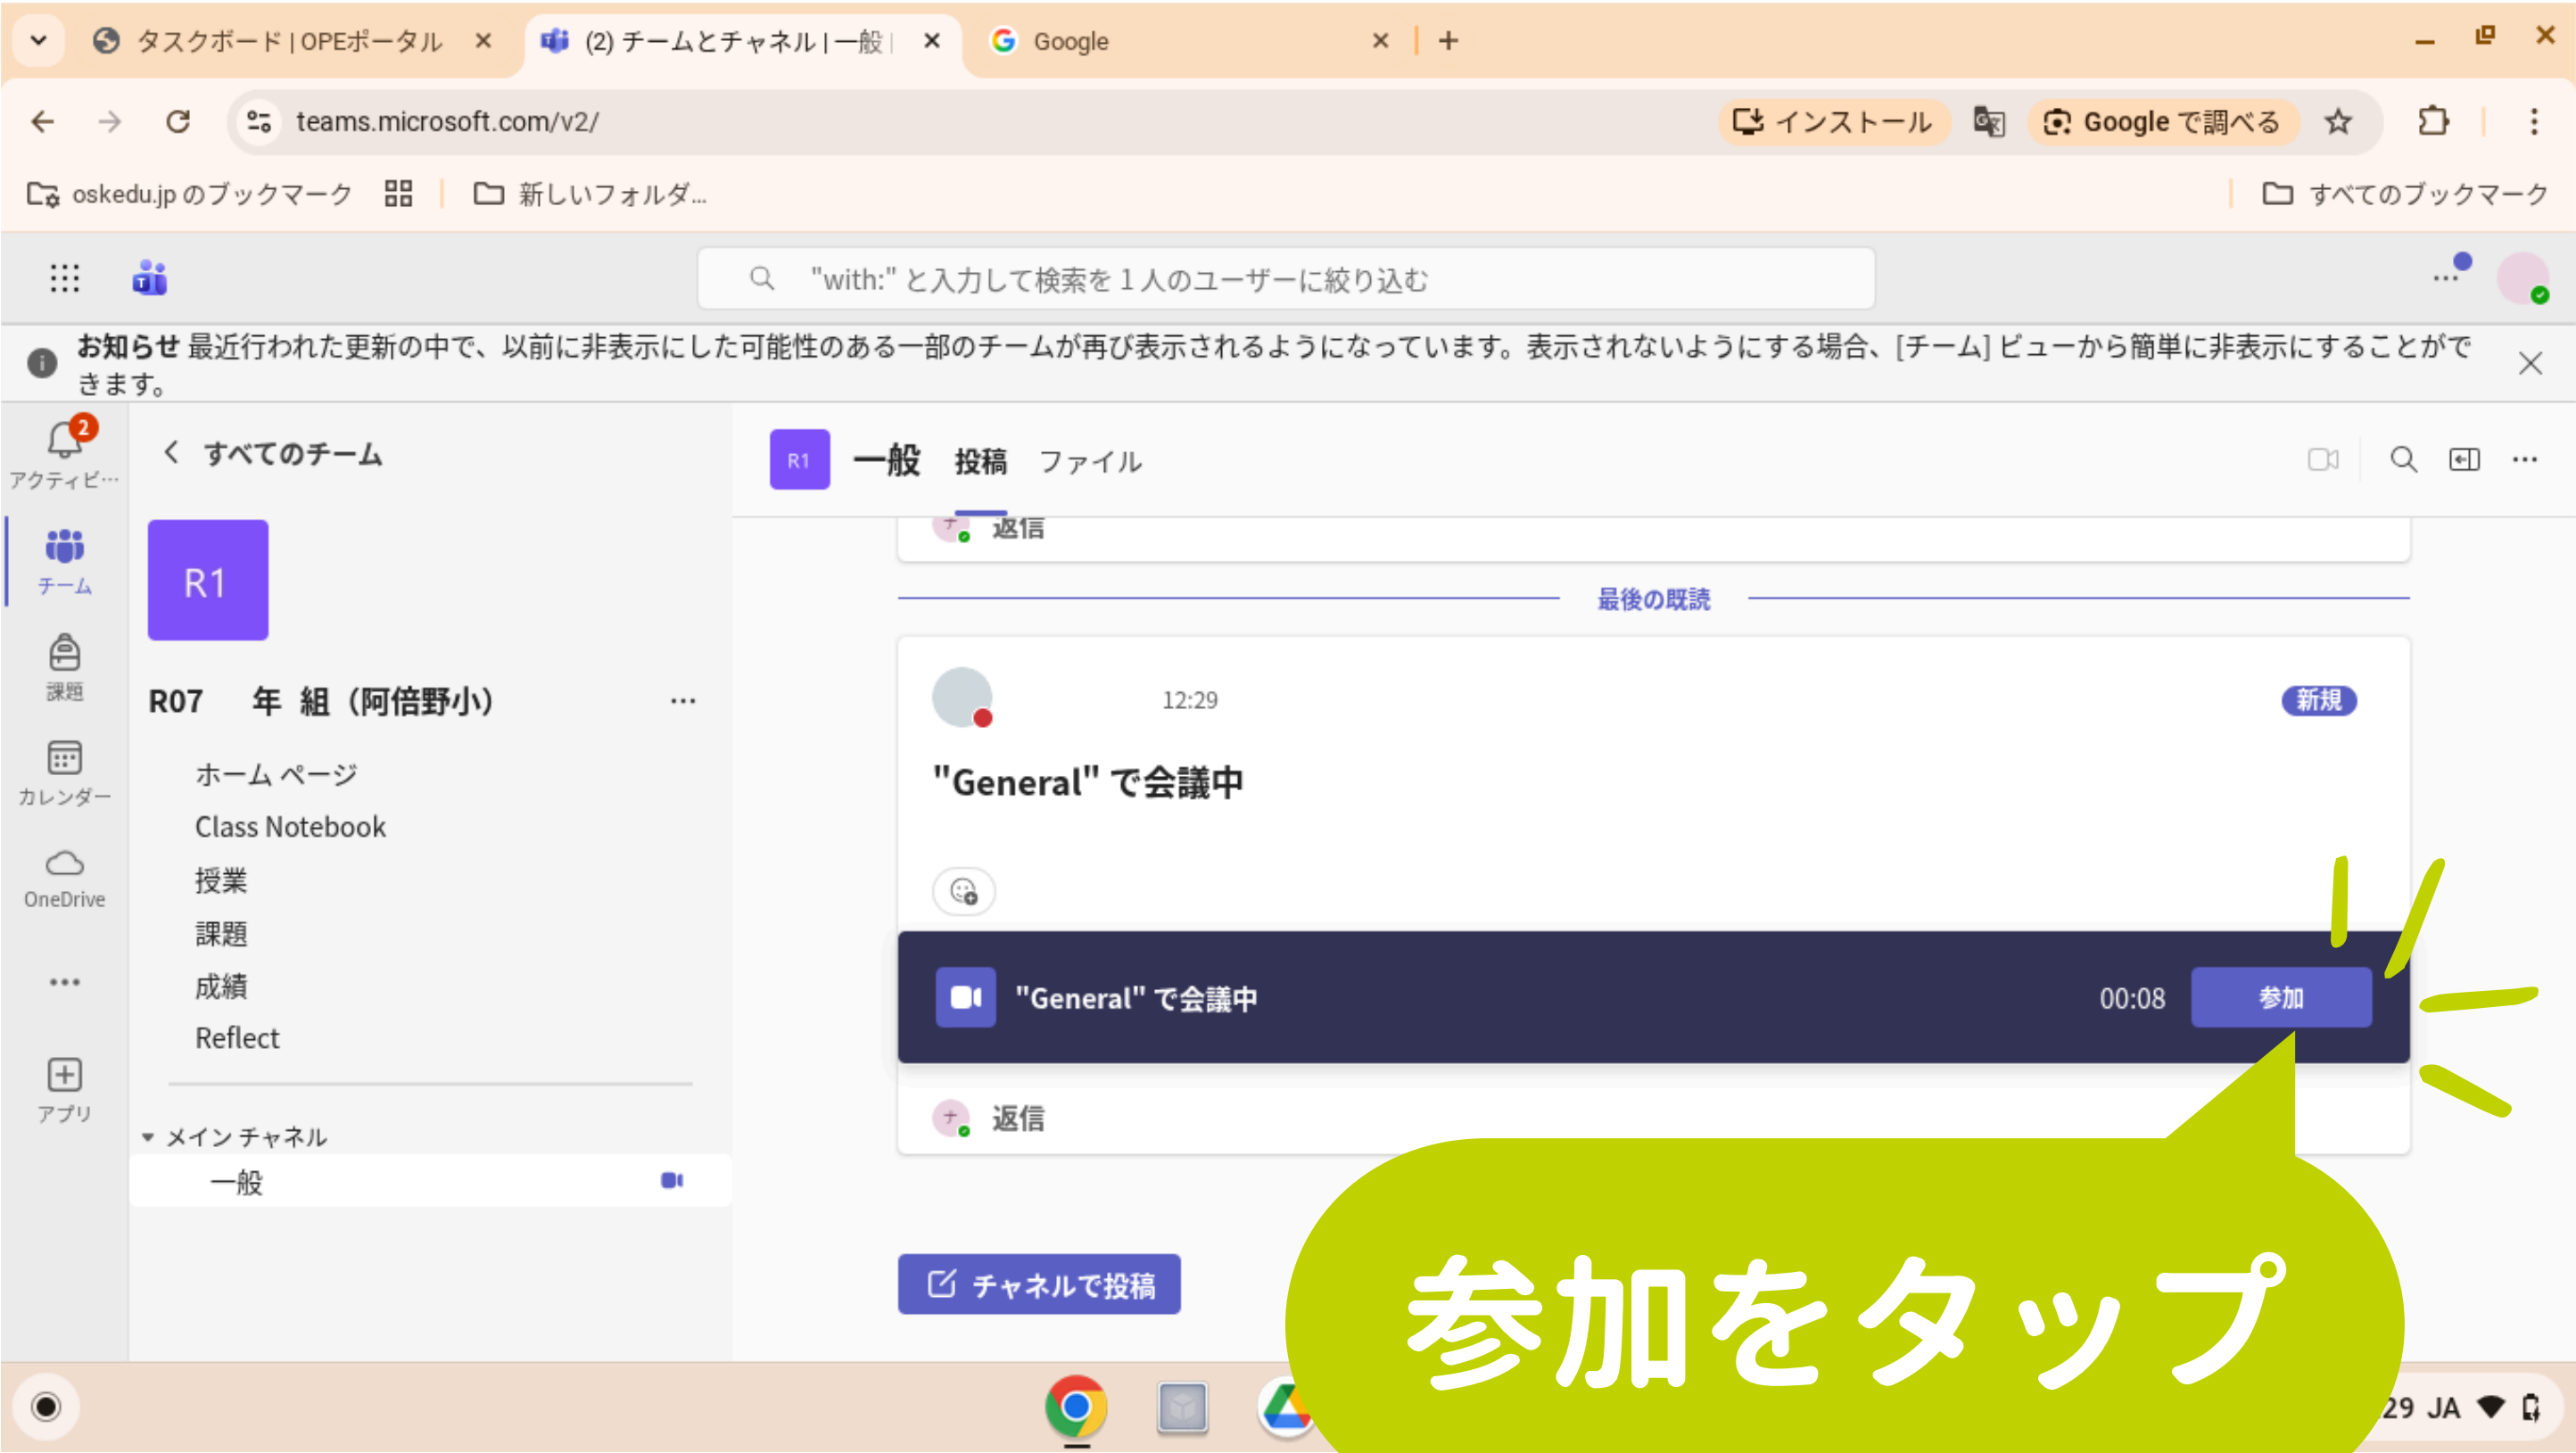 タスクボード | OPEポータル
(2) チームとチャネル | 一般 |
Google
teams.microsoft.com/v2/
インストール
Google で調べる
oskedu.jp のブックマーク
新しいフォルダ...
すべてのブックマーク
"with:" と入力して検索を 1 人のユーザーに絞り込む
お知らせ 最近行われた更新の中で、以前に非表示にした可能性のある一部のチームが再び表示されるようになっています。表示されないようにする場合、[チーム] ビューから簡単に非表示にすることがで
きます。
2
アクティビ…
チーム
課題
カレンダー
OneDrive
アプリ
すべてのチーム
R1
R07 年 組（阿倍野小）
ホーム ページ
Class Notebook
授業
課題
成績
Reflect
メイン チャネル
一般
R1
一般 投稿 ファイル
ナ 返信
最後の既読
12:29
新規
"General" で会議中
"General" で会議中
00:08
参加
ナ 返信
チャネルで投稿
参加をタップ
:29 JA